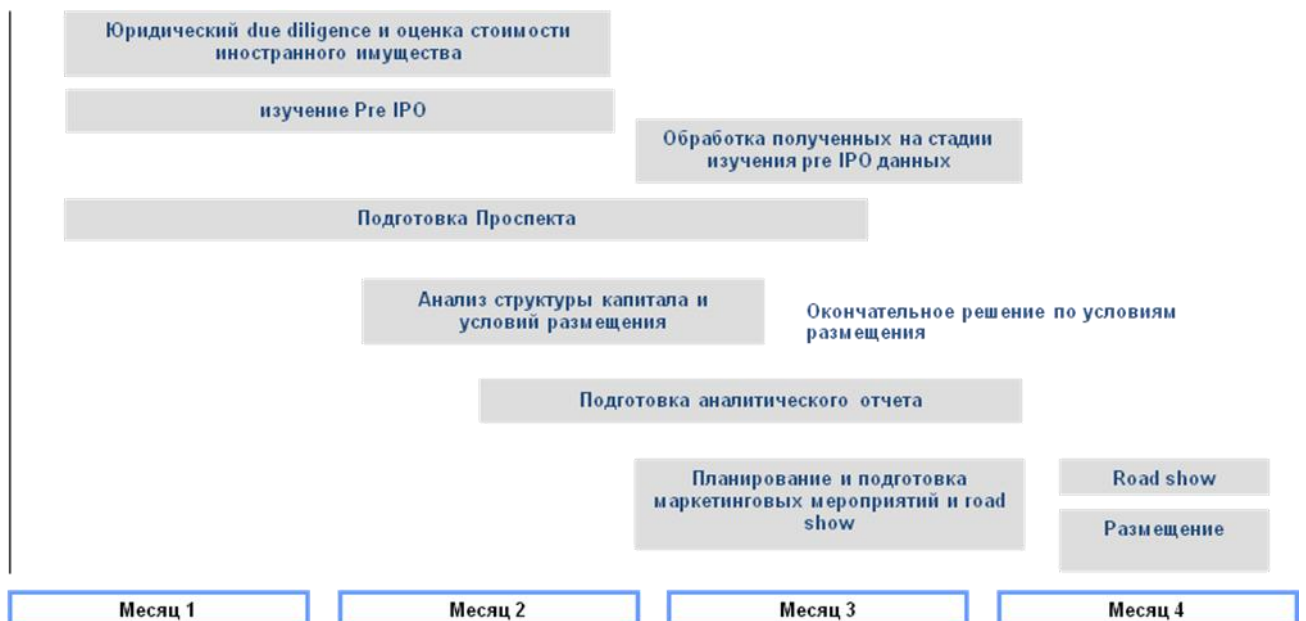 Юридический due diligence и оценка стоимости
иностранного имущества
изучение Pre IPO
Обработка полученных на стадии
изучения pre IPO данных
Подготовка Проспекта
Анализ структуры капитала и
условий размещения
Окончательное решение по условиям
размещения
Подготовка аналитического отчета
Планирование и подготовка
маркетинговых мероприятий и road
show
Road show
Размещение
Месяц 1
Месяц 2
Месяц 3
Месяц 4